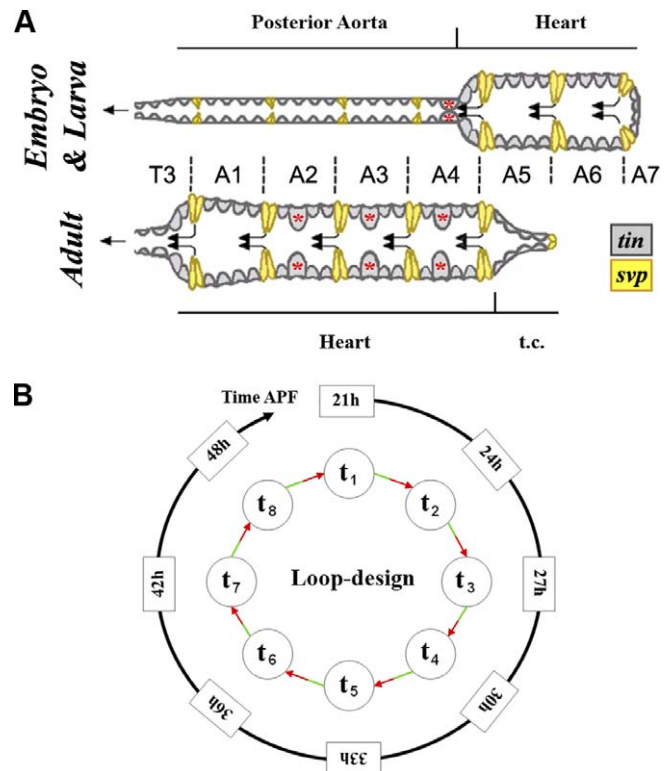 A
Posterior Aorta Heart
Embryo
& Larva
* *
T3 A1 A2 A3 A4 A5 A6 A7
Adult
* * *
* * *
tin
svp
Heart t.c.
B
Time APF
21h
24h
27h
30h
33h
36h
42h
48h
t1
t2
t3
t4
t5
t6
t7
t8
Loop-design